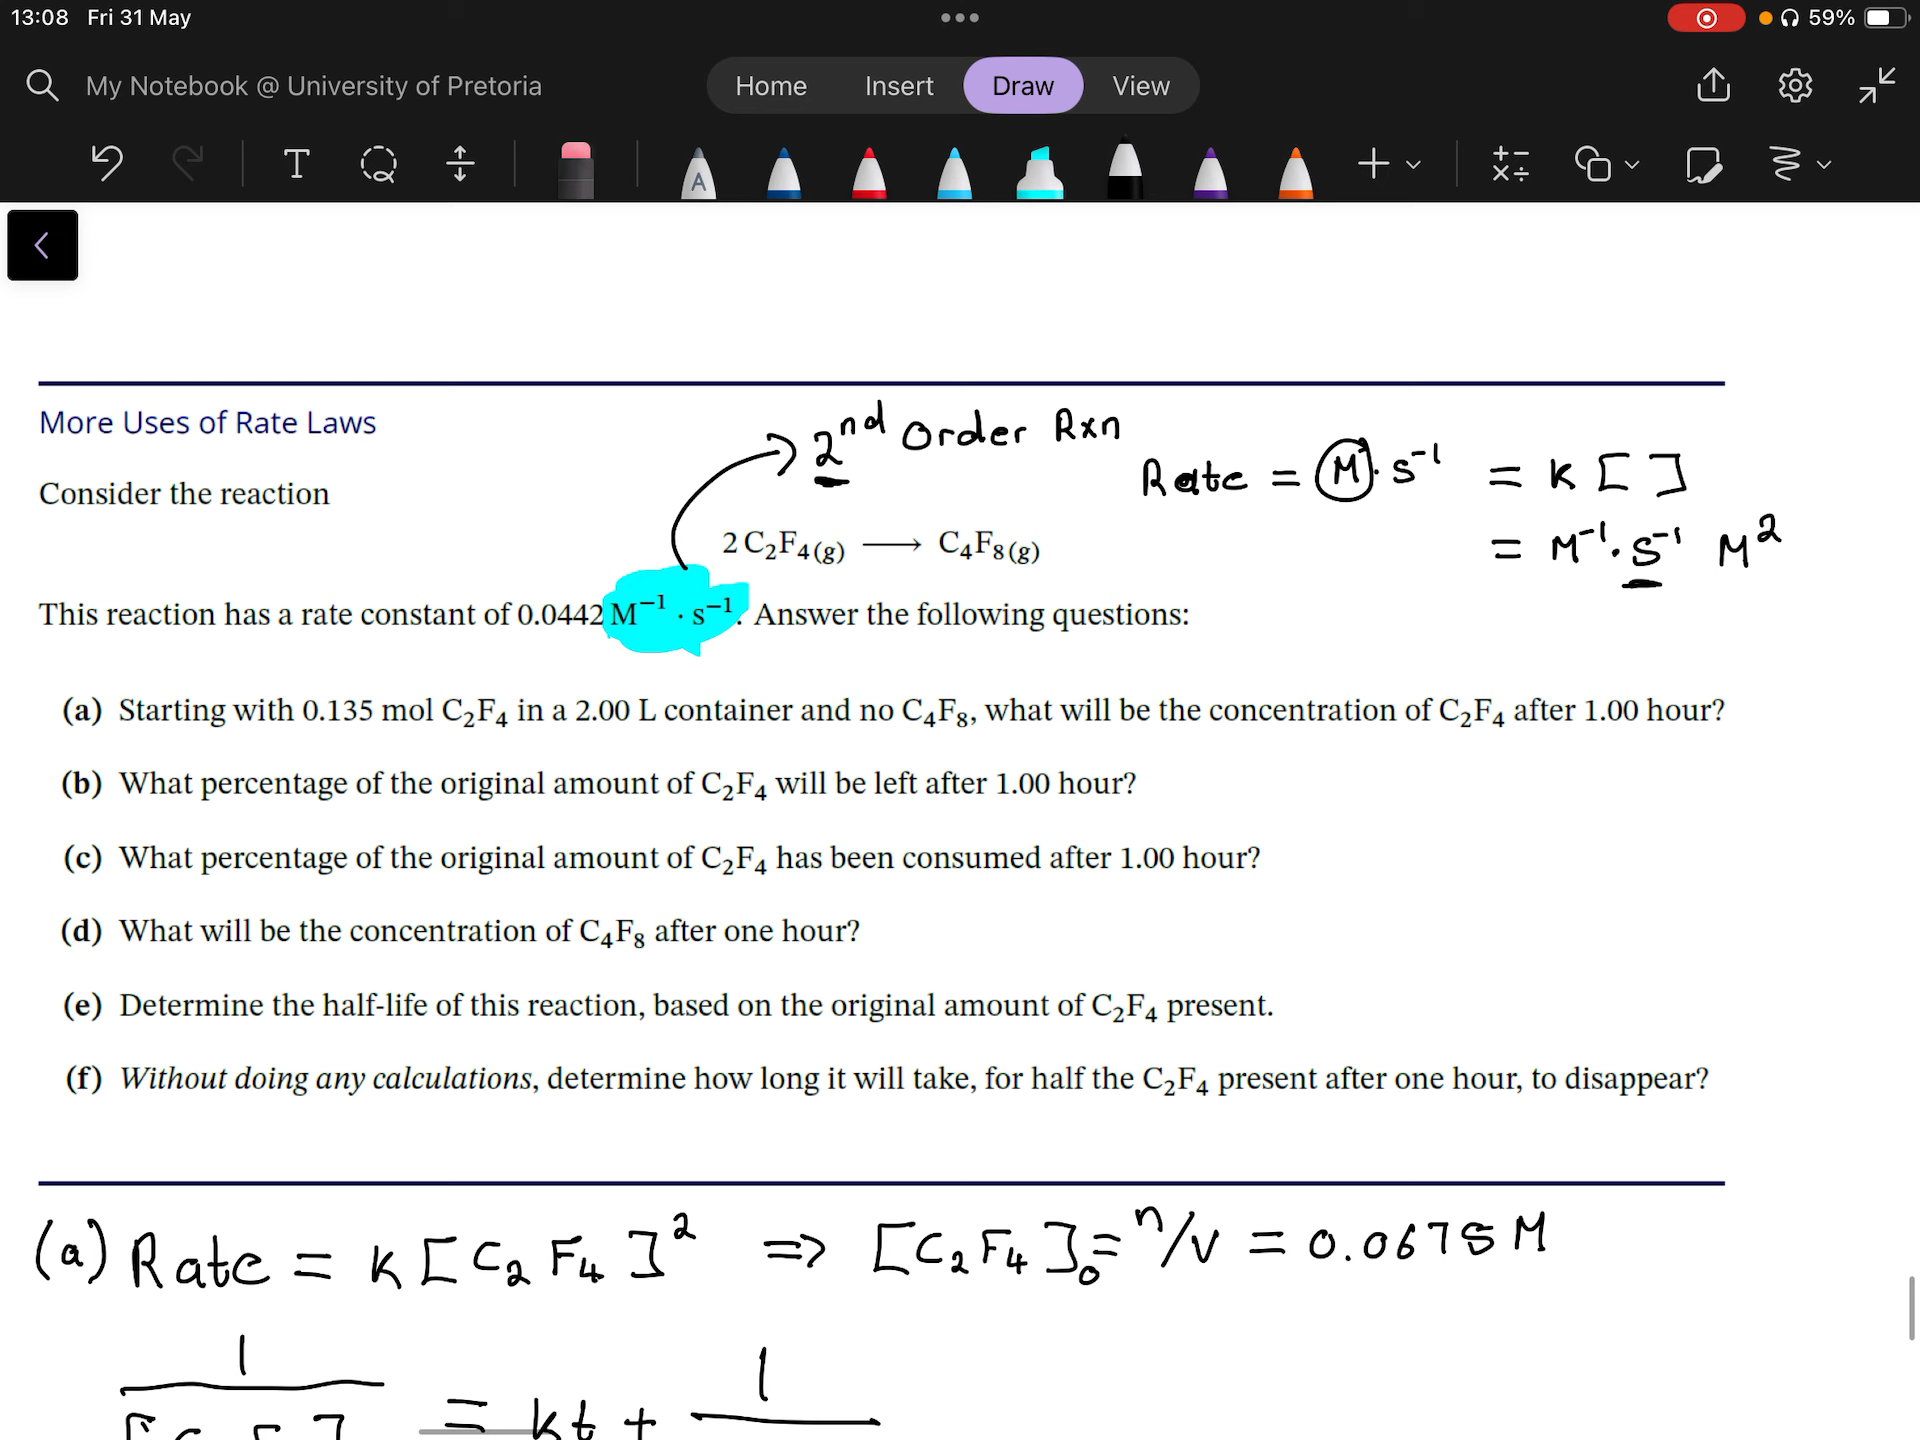 13:08 Fri 31 May
59%
My Notebook @ University of Pretoria
Home Insert Draw View
T
A
More Uses of Rate Laws
2nd Order Rxn
Rate = M · s⁻¹ = k [ ]
= M⁻¹ · s⁻¹ M²
Consider the reaction
2 C₂F₄(g) ⟶ C₄F₈(g)
This reaction has a rate constant of 0.0442 M⁻¹ · s⁻¹. Answer the following questions:
(a) Starting with 0.135 mol C₂F₄ in a 2.00 L container and no C₄F₈, what will be the concentration of C₂F₄ after 1.00 hour?
(b) What percentage of the original amount of C₂F₄ will be left after 1.00 hour?
(c) What percentage of the original amount of C₂F₄ has been consumed after 1.00 hour?
(d) What will be the concentration of C₄F₈ after one hour?
(e) Determine the half-life of this reaction, based on the original amount of C₂F₄ present.
(f) Without doing any calculations, determine how long it will take, for half the C₂F₄ present after one hour, to disappear?
(a) Rate = k [C₂F₄]² => [C₂F₄]₀ = n/v = 0.0675 M
1 1
= kt +